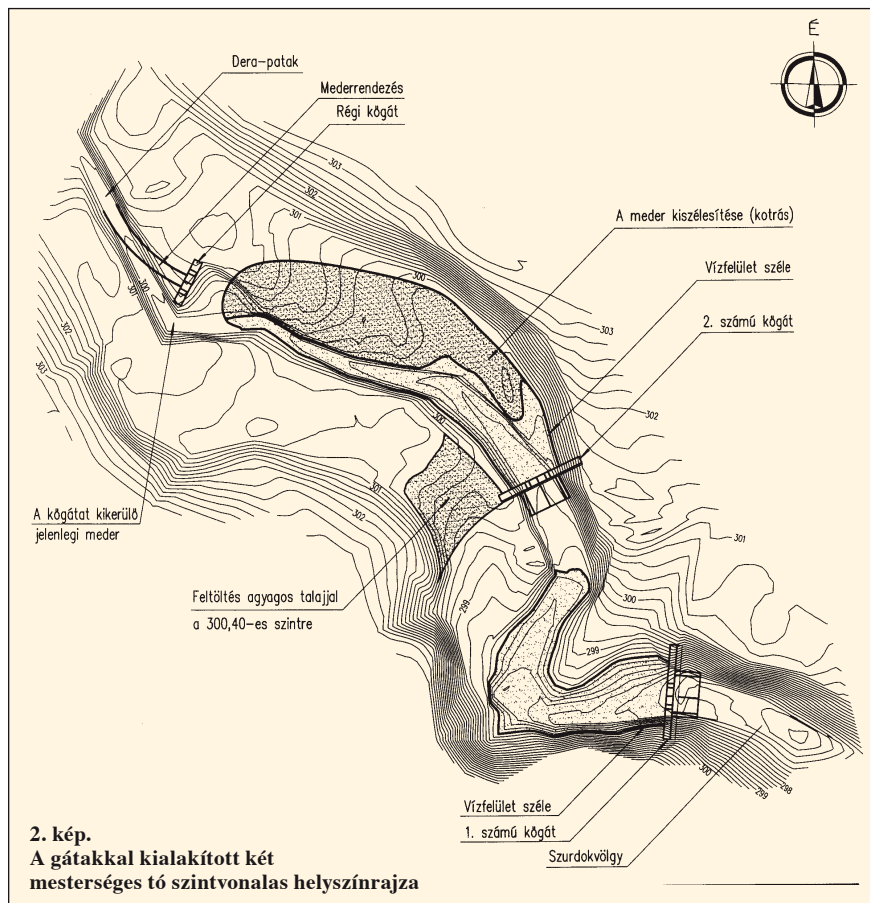 É
Dera-patak
Mederrendezés
Régi kőgát
303
302
301
300
A meder kiszélesítése (kotrás)
Vízfelület széle
2. számú kőgát
303
302
300
301
302
303
300
301
302
A kőgátat kikerülő
jelenlegi meder
301
300
299
299
Feltöltés agyagos talajjal
a 300,40-es szintre
300
299
298
Vízfelület széle
1. számú kőgát
Szurdokvölgy
2. kép.
A gátakkal kialakított két
mesterséges tó szintvonalas helyszínrajza